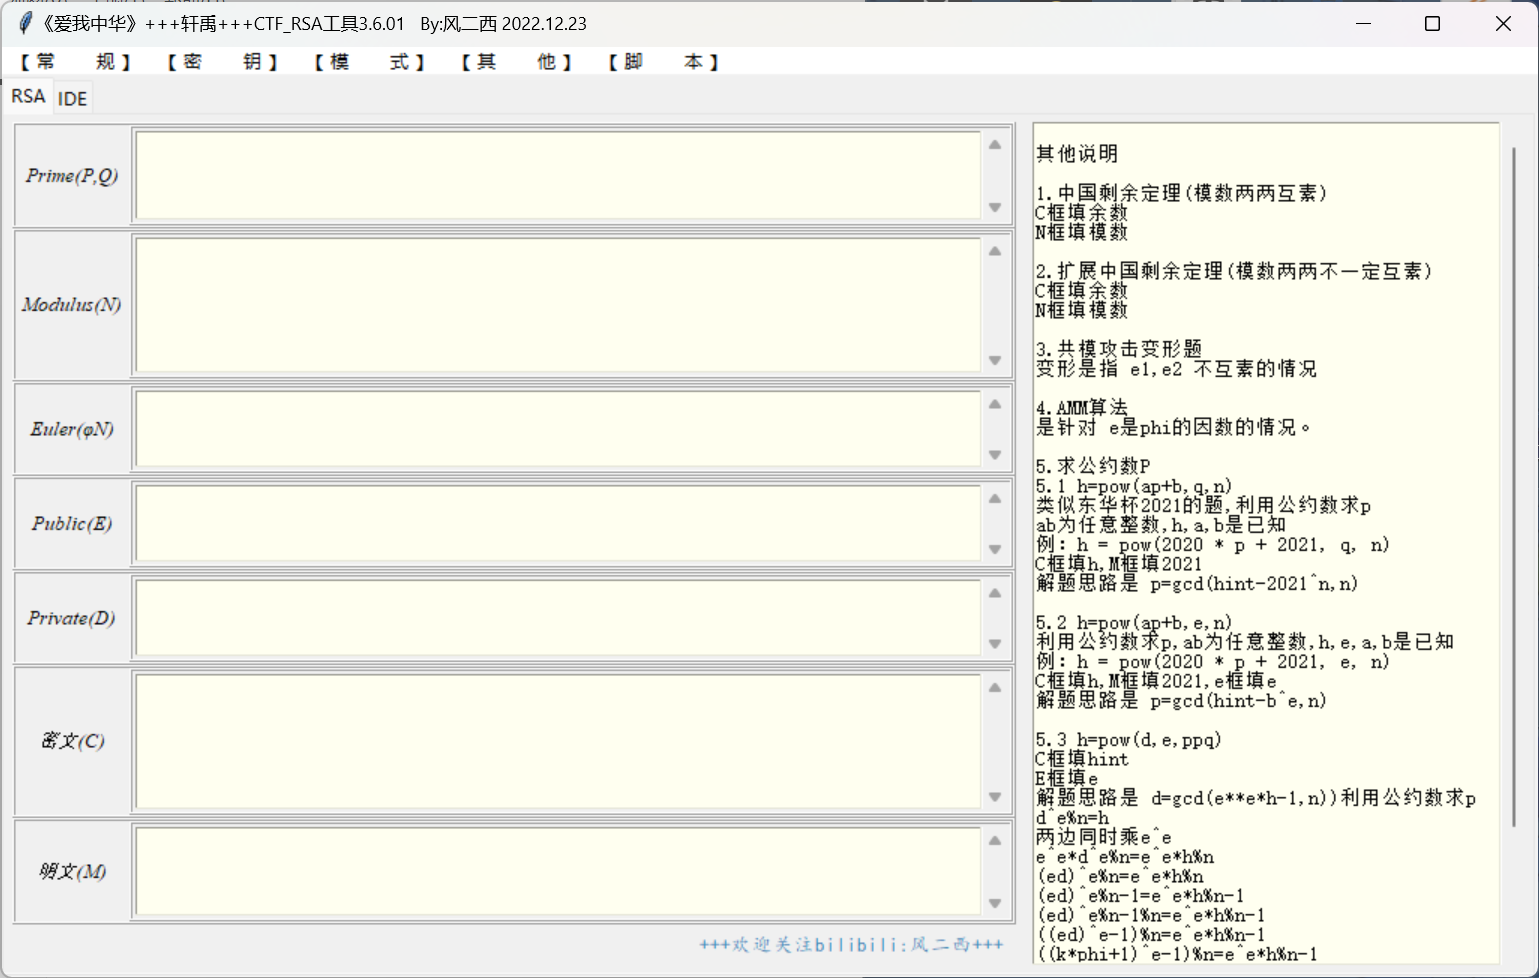 《爱我中华》+++轩禹+++CTF_RSA工具3.6.01 By:风二西 2022.12.23
【常 规】 【密 钥】 【模 式】 【其 他】 【脚 本】
RSA IDE
Prime(P,Q)
Modulus(N)
Euler(φN)
Public(E)
Private(D)
密文(C)
明文(M)
+++欢迎关注bilibili:风二西+++
其他说明
1.中国剩余定理(模数两两互素)
C框填余数
N框填模数
2.扩展中国剩余定理(模数两两不一定互素)
C框填余数
N框填模数
3.共模攻击变形题
变形是指 e1,e2 不互素的情况
4.AMM算法
是针对 e是phi的因数的情况。
5.求公约数P
5.1 h=pow(ap+b,q,n)
类似东华杯2021的题,利用公约数求p
ab为任意整数,h,a,b是已知
例: h = pow(2020 * p + 2021, q, n)
C框填h,M框填2021
解题思路是 p=gcd(hint-2021^n,n)
5.2 h=pow(ap+b,e,n)
利用公约数求p,ab为任意整数,h,e,a,b是已知
例: h = pow(2020 * p + 2021, e, n)
C框填h,M框填2021,e框填e
解题思路是 p=gcd(hint-b^e,n)
5.3 h=pow(d,e,ppq)
C框填hint
E框填e
解题思路是 d=gcd(e**e*h-1,n))利用公约数求p
d^e%n=h
两边同时乘e^e
e^e*d^e%n=e^e*h%n
(ed)^e%n=e^e*h%n
(ed)^e%n-1=e^e*h%n-1
(ed)^e%n-1%n=e^e*h%n-1
((ed)^e-1)%n=e^e*h%n-1
((k*phi+1)^e-1)%n=e^e*h%n-1